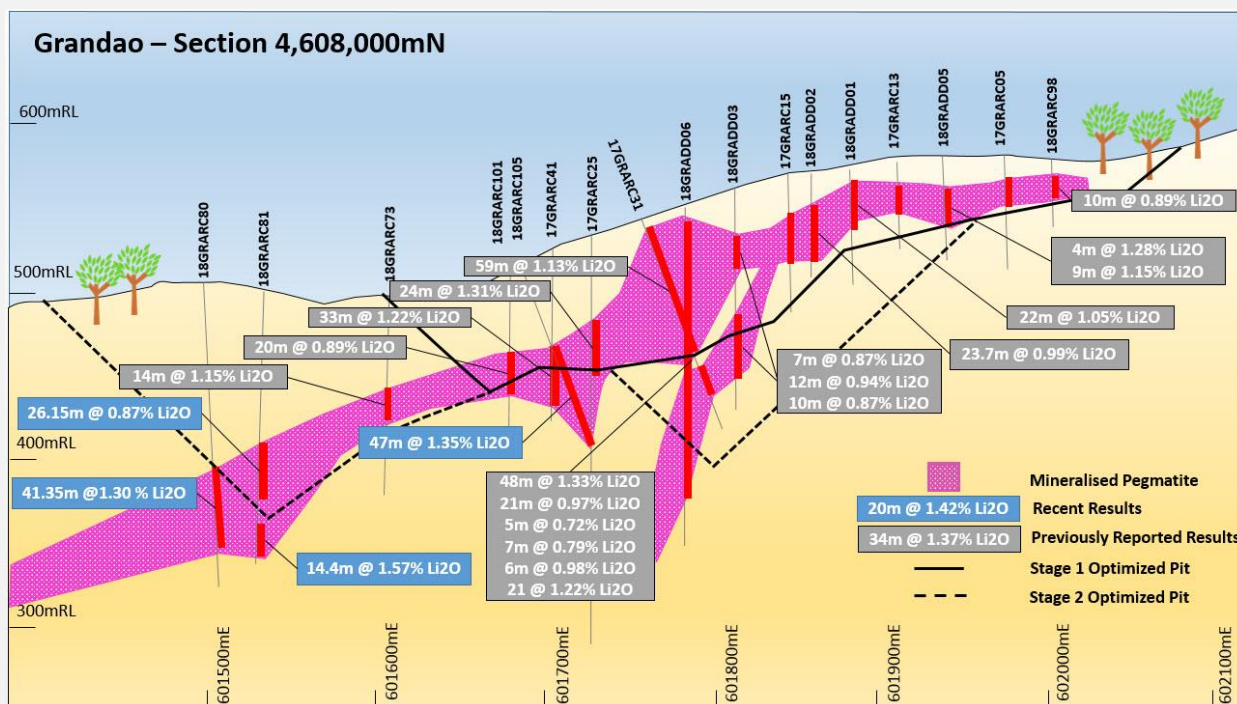 Grandao – Section 4,608,000mN
600mRL
500mRL
400mRL
300mRL
18GRARC80
18GRARC81
18GRARC73
18GRARC101
18GRARC105
17GRARC41
17GRARC25
17GRARC31
18GRADD06
18GRADD03
17GRARC15
18GRADD02
18GRADD01
17GRARC13
18GRADD05
17GRARC05
18GRARC98
59m @ 1.13% Li2O
24m @ 1.31% Li2O
33m @ 1.22% Li2O
20m @ 0.89% Li2O
14m @ 1.15% Li2O
26.15m @ 0.87% Li2O
41.35m @1.30 % Li2O
14.4m @ 1.57% Li2O
47m @ 1.35% Li2O
48m @ 1.33% Li2O
21m @ 0.97% Li2O
5m @ 0.72% Li2O
7m @ 0.79% Li2O
6m @ 0.98% Li2O
21 @ 1.22% Li2O
7m @ 0.87% Li2O
12m @ 0.94% Li2O
10m @ 0.87% Li2O
10m @ 0.89% Li2O
4m @ 1.28% Li2O
9m @ 1.15% Li2O
22m @ 1.05% Li2O
23.7m @ 0.99% Li2O
Mineralised Pegmatite
20m @ 1.42% Li2O Recent Results
34m @ 1.37% Li2O Previously Reported Results
Stage 1 Optimized Pit
Stage 2 Optimized Pit
601500mE
601600mE
601700mE
601800mE
601900mE
602000mE
602100mE